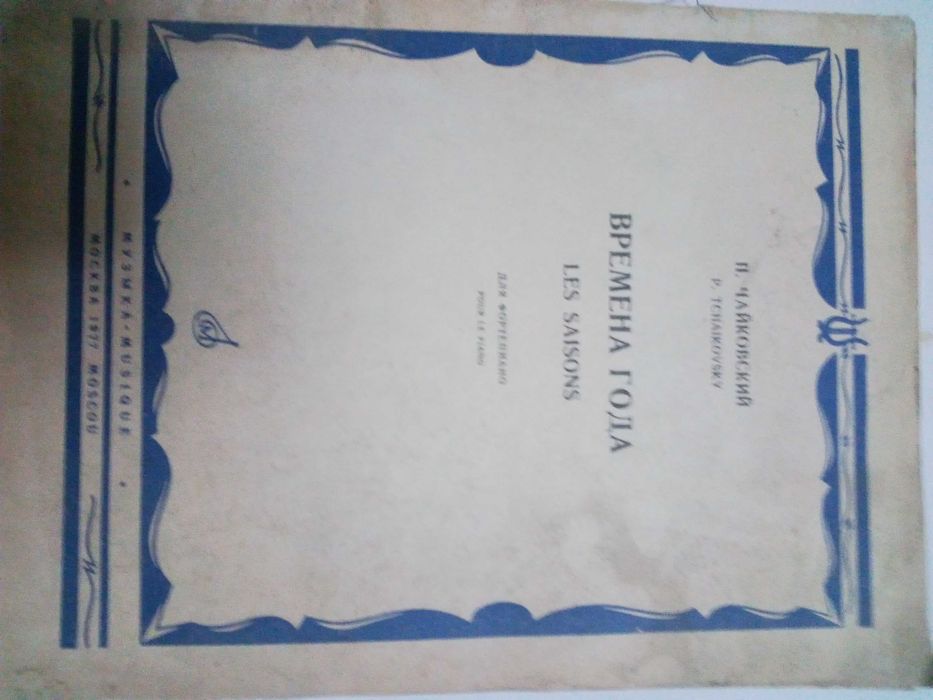 П. ЧАЙКОВСКИЙ
P. TCHAIKOVSKY
ВРЕМЕНА ГОДА
LES SAISONS
ДЛЯ ФОРТЕПИАНО
POUR LE PIANO
МУЗЫКА • MUSIQUE
МОСКВА 1977 MOSCOU